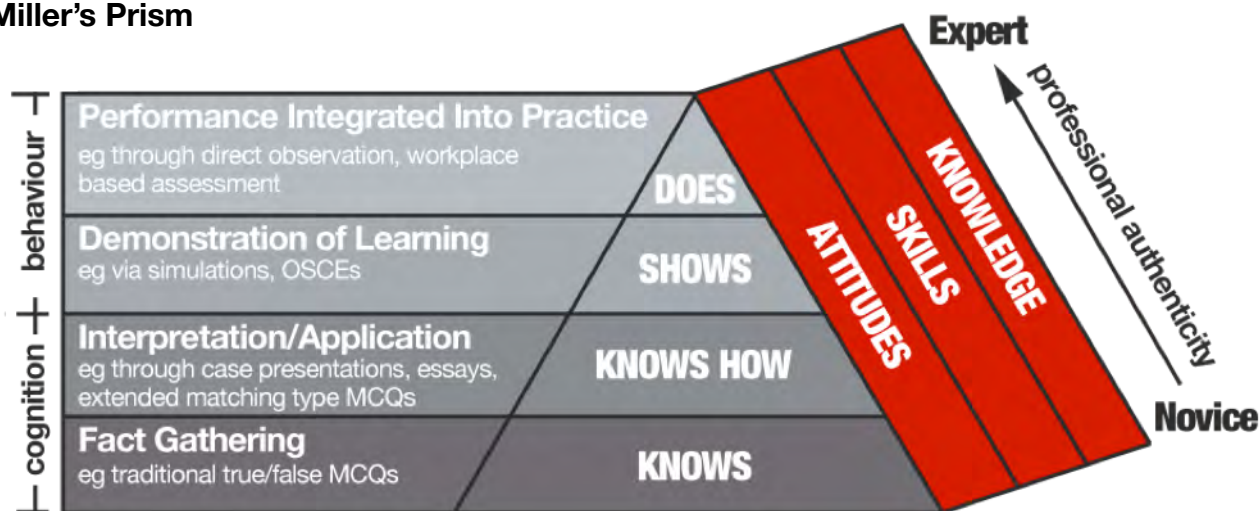 Miller's Prism
Expert
professional authenticity
Novice
behaviour
cognition
Performance Integrated Into Practice
eg through direct observation, workplace
based assessment
DOES
Demonstration of Learning
eg via simulations, OSCEs
SHOWS
Interpretation/Application
eg through case presentations, essays,
extended matching type MCQs
KNOWS HOW
Fact Gathering
eg traditional true/false MCQs
KNOWS
ATTITUDES
SKILLS
KNOWLEDGE